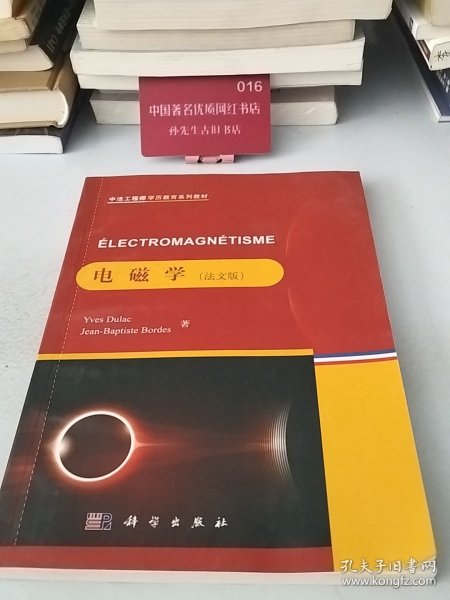 016
中国著名优质网红书店
孙先生古旧书店
中法工程师学历教育系列教材
ÉLECTROMAGNÉTISME
电磁学(法文版)
Yves Dulac
Jean-Baptiste Bordes 著
科学出版社
孔夫子旧书网
www.kongfz.com